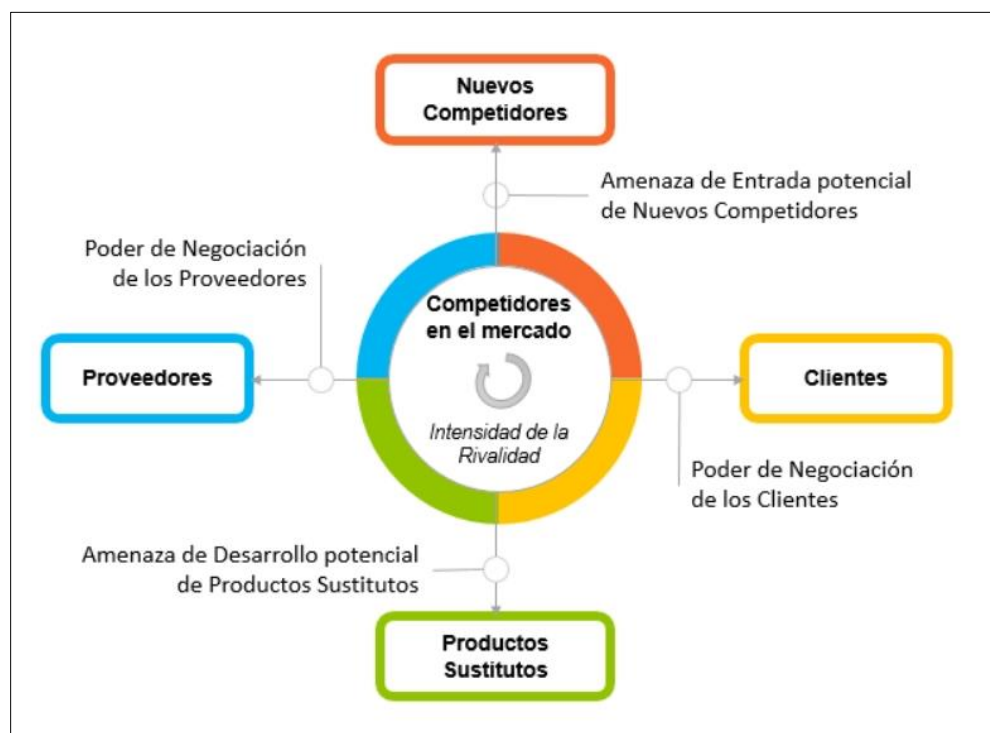 Nuevos
Competidores
Amenaza de Entrada potencial
de Nuevos Competidores
Poder de Negociación
de los Proveedores
Competidores
en el mercado
Proveedores
Clientes
Intensidad de la
Rivalidad
Poder de Negociación
de los Clientes
Amenaza de Desarrollo potencial
de Productos Sustitutos
Productos
Sustitutos